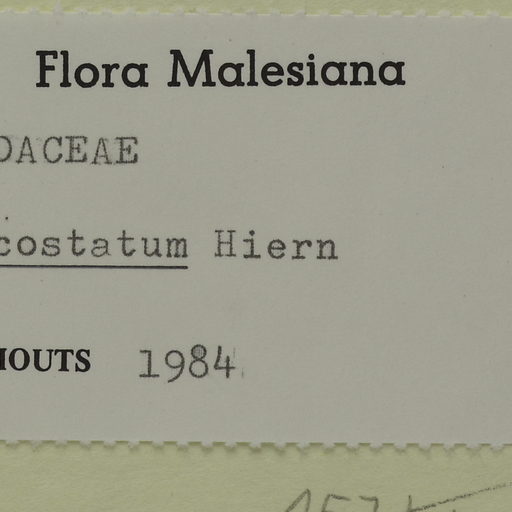 Flora Malesiana
DACEAE
costatum Hiern
HOUTS 1984